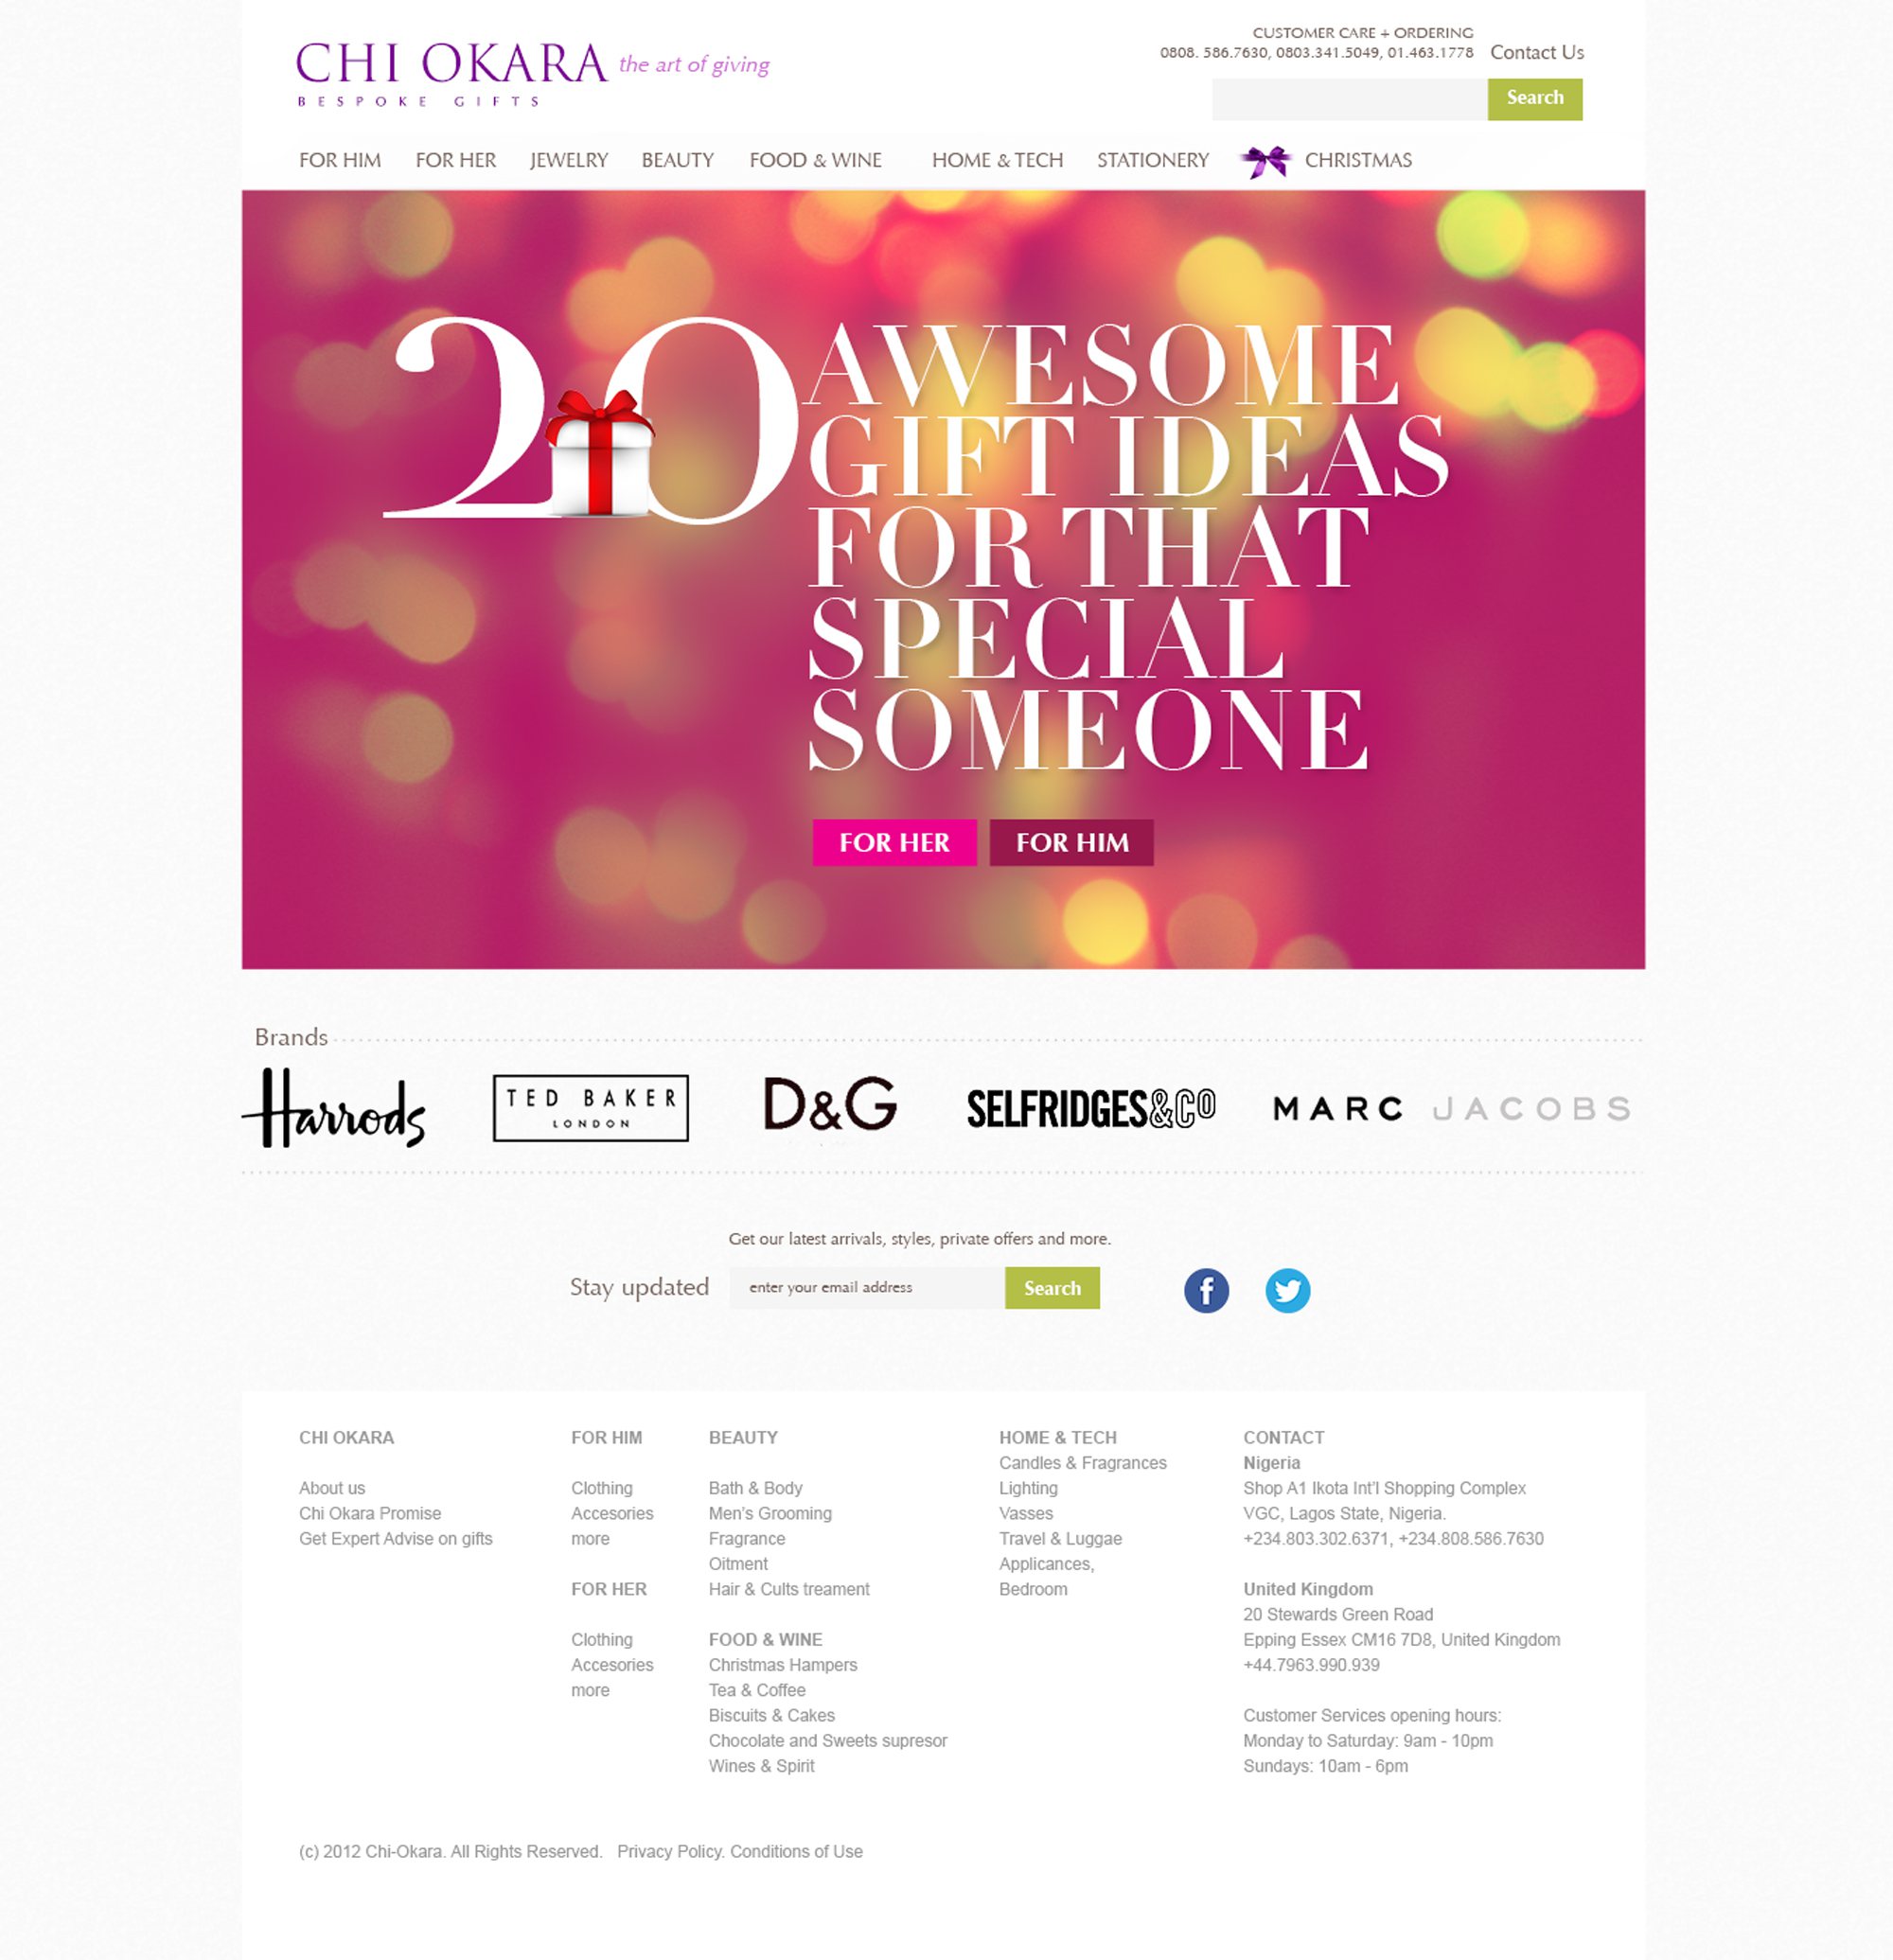 CHI OKARA the art of giving
BESPOKE GIFTS
CUSTOMER CARE + ORDERING
0808. 586.7630, 0803.341.5049, 01.463.1778 Contact Us
Search
FOR HIM FOR HER JEWELRY BEAUTY FOOD & WINE HOME & TECH STATIONERY CHRISTMAS
20 AWESOME
GIFT IDEAS
FOR THAT
SPECIAL
SOMEONE
FOR HER FOR HIM
Brands
Harrods
TED BAKER
LONDON
D&G
SELFRIDGES&CO
MARC JACOBS
Get our latest arrivals, styles, private offers and more.
Stay updated enter your email address Search
CHI OKARA
About us
Chi Okara Promise
Get Expert Advise on gifts
FOR HIM
Clothing
Accesories
more
FOR HER
Clothing
Accesories
more
BEAUTY
Bath & Body
Men's Grooming
Fragrance
Oitment
Hair & Cults treament
FOOD & WINE
Christmas Hampers
Tea & Coffee
Biscuits & Cakes
Chocolate and Sweets supresor
Wines & Spirit
HOME & TECH
Candles & Fragrances
Lighting
Vasses
Travel & Luggae
Applicances,
Bedroom
CONTACT
Nigeria
Shop A1 Ikota Int'l Shopping Complex
VGC, Lagos State, Nigeria.
+234.803.302.6371, +234.808.586.7630
United Kingdom
20 Stewards Green Road
Epping Essex CM16 7D8, United Kingdom
+44.7963.990.939
Customer Services opening hours:
Monday to Saturday: 9am - 10pm
Sundays: 10am - 6pm
(c) 2012 Chi-Okara. All Rights Reserved. Privacy Policy. Conditions of Use